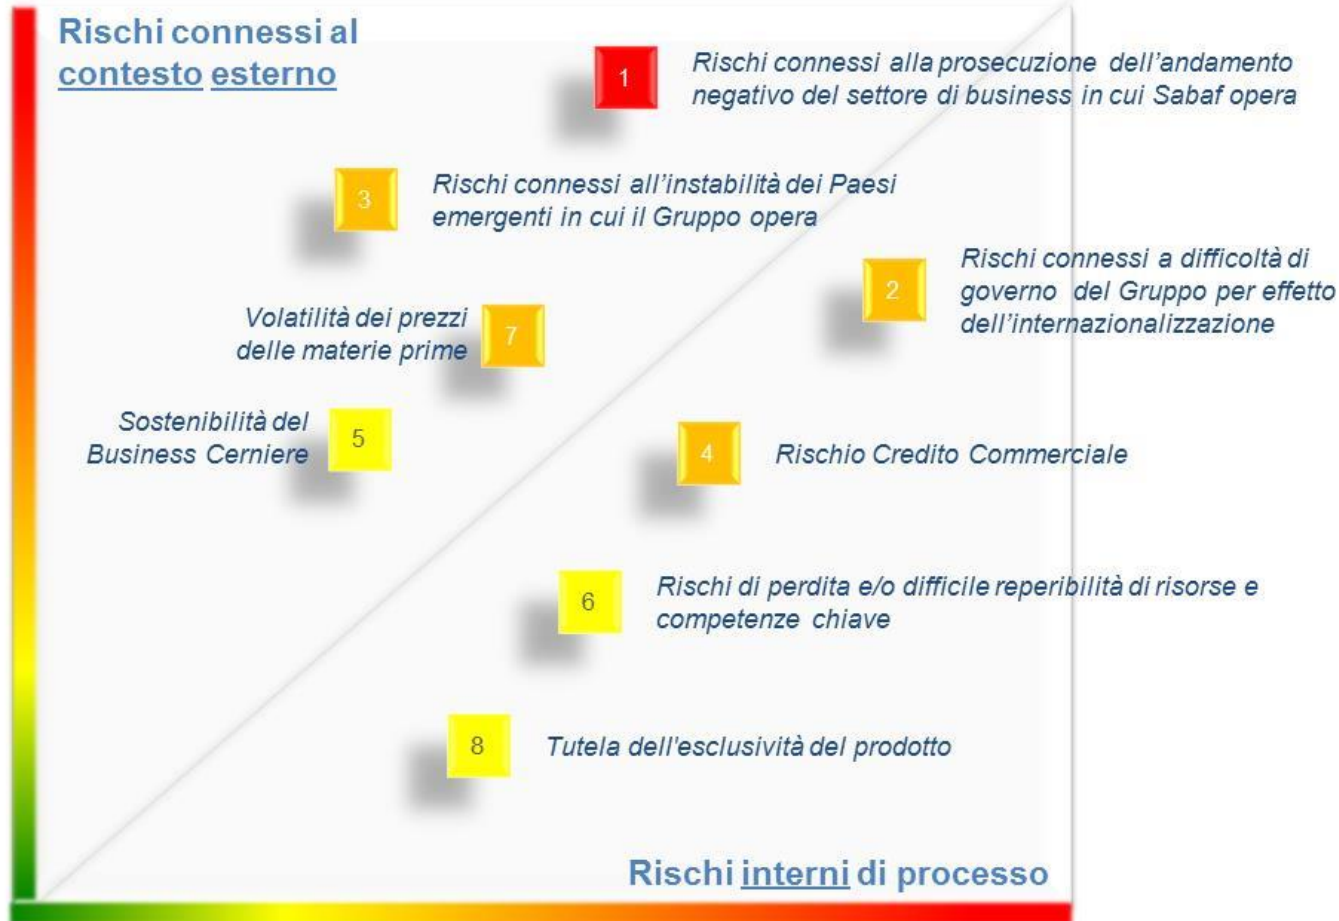 Rischi connessi al
contesto esterno
1
Rischi connessi alla prosecuzione dell'andamento
negativo del settore di business in cui Sabaf opera
3
Rischi connessi all'instabilità dei Paesi
emergenti in cui il Gruppo opera
2
Rischi connessi a difficoltà di
governo del Gruppo per effetto
dell'internazionalizzazione
Volatilità dei prezzi
delle materie prime
7
Sostenibilità del
Business Cerniere
5
4
Rischio Credito Commerciale
6
Rischi di perdita e/o difficile reperibilità di risorse e
competenze chiave
8
Tutela dell'esclusività del prodotto
Rischi interni di processo